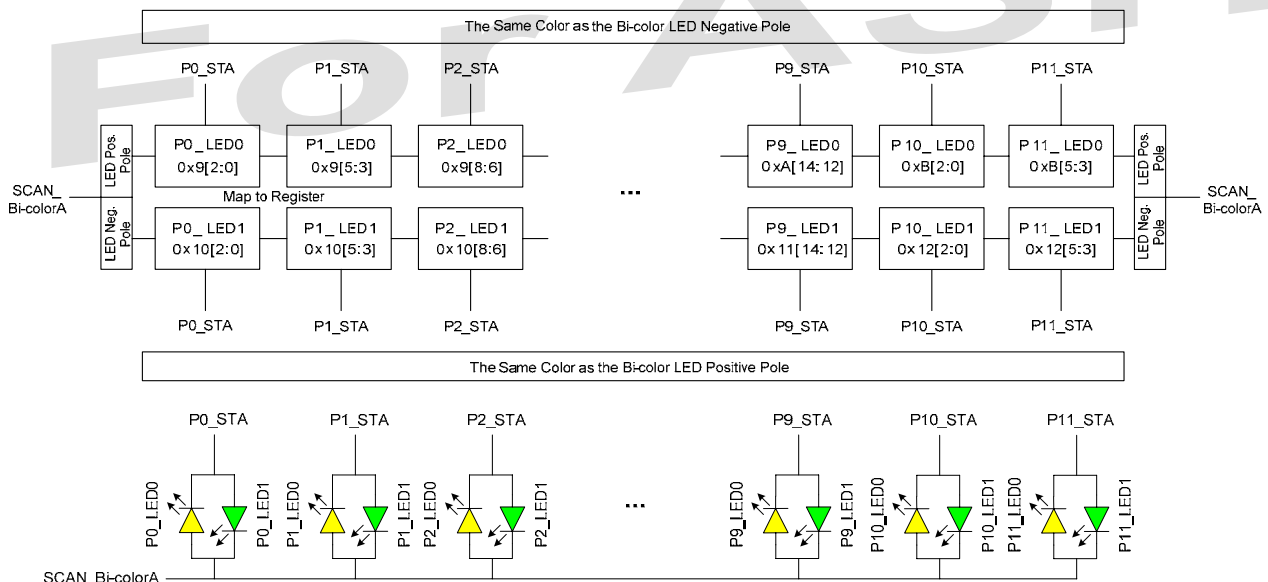 For ASH
The Same Color as the Bi-color LED Negative Pole
P0_STA P1_STA P2_STA P9_STA P10_STA P11_STA
LED Pos. Pole
P0_LED0 0x9[2:0]
P1_LED0 0x9[5:3]
P2_LED0 0x9[8:6]
P9_LED0 0xA[14:12]
P10_LED0 0xB[2:0]
P11_LED0 0xB[5:3]
LED Pos. Pole
SCAN_
Bi-colorA
Map to Register
...
SCAN_
Bi-colorA
LED Neg. Pole
P0_LED1 0x10[2:0]
P1_LED1 0x10[5:3]
P2_LED1 0x10[8:6]
P9_LED1 0x11[14:12]
P10_LED1 0x12[2:0]
P11_LED1 0x12[5:3]
LED Neg. Pole
P0_STA P1_STA P2_STA P9_STA P10_STA P11_STA
The Same Color as the Bi-color LED Positive Pole
P0_STA P1_STA P2_STA P9_STA P10_STA P11_STA
P0_LED0 P0_LED1 P1_LED0 P1_LED1 P2_LED0 P2_LED1 ... P9_LED0 P9_LED1 P10_LED0 P10_LED1 P11_LED0 P11_LED1
SCAN_Bi-colorA